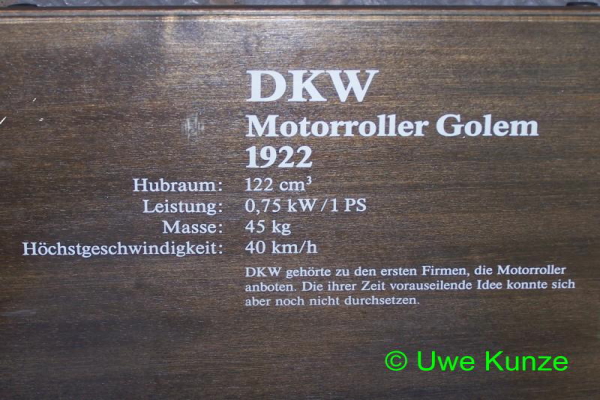 DKW
Motorroller Golem
1922
Hubraum: 122 cm³
Leistung: 0,75 kW/1 PS
Masse: 45 kg
Höchstgeschwindigkeit: 40 km/h
DKW gehörte zu den ersten Firmen, die Motorroller
anboten. Die ihrer Zeit vorauseilende Idee konnte sich
aber noch nicht durchsetzen.
© Uwe Kunze